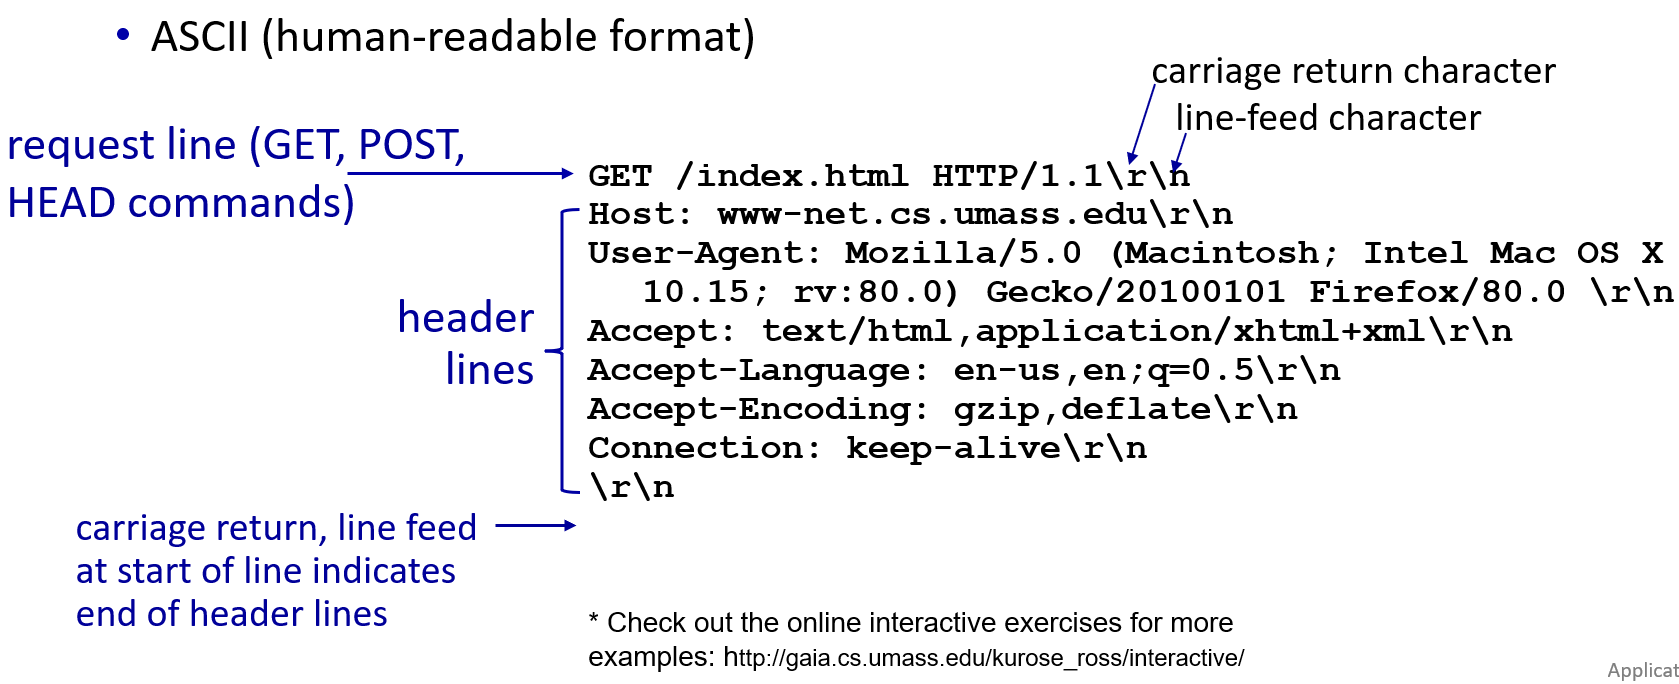 • ASCII (human-readable format)
carriage return character
line-feed character
request line (GET, POST,
HEAD commands)
GET /index.html HTTP/1.1\r\n
Host: www-net.cs.umass.edu\r\n
User-Agent: Mozilla/5.0 (Macintosh; Intel Mac OS X
10.15; rv:80.0) Gecko/20100101 Firefox/80.0 \r\n
Accept: text/html,application/xhtml+xml\r\n
Accept-Language: en-us,en;q=0.5\r\n
Accept-Encoding: gzip,deflate\r\n
Connection: keep-alive\r\n
\r\n
header
lines
carriage return, line feed
at start of line indicates
end of header lines
* Check out the online interactive exercises for more
examples: http://gaia.cs.umass.edu/kurose_ross/interactive/
Applicat